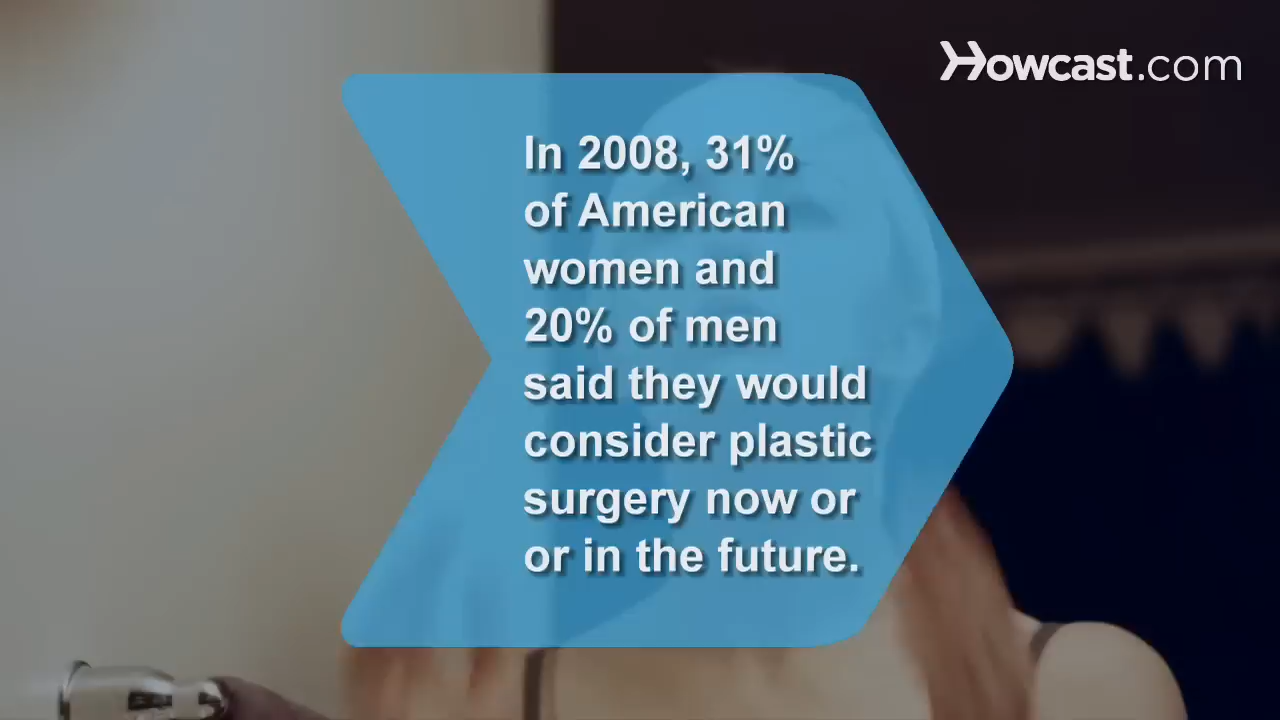 Howcast.com
In 2008, 31%
of American
women and
20% of men
said they would
consider plastic
surgery now or
or in the future.